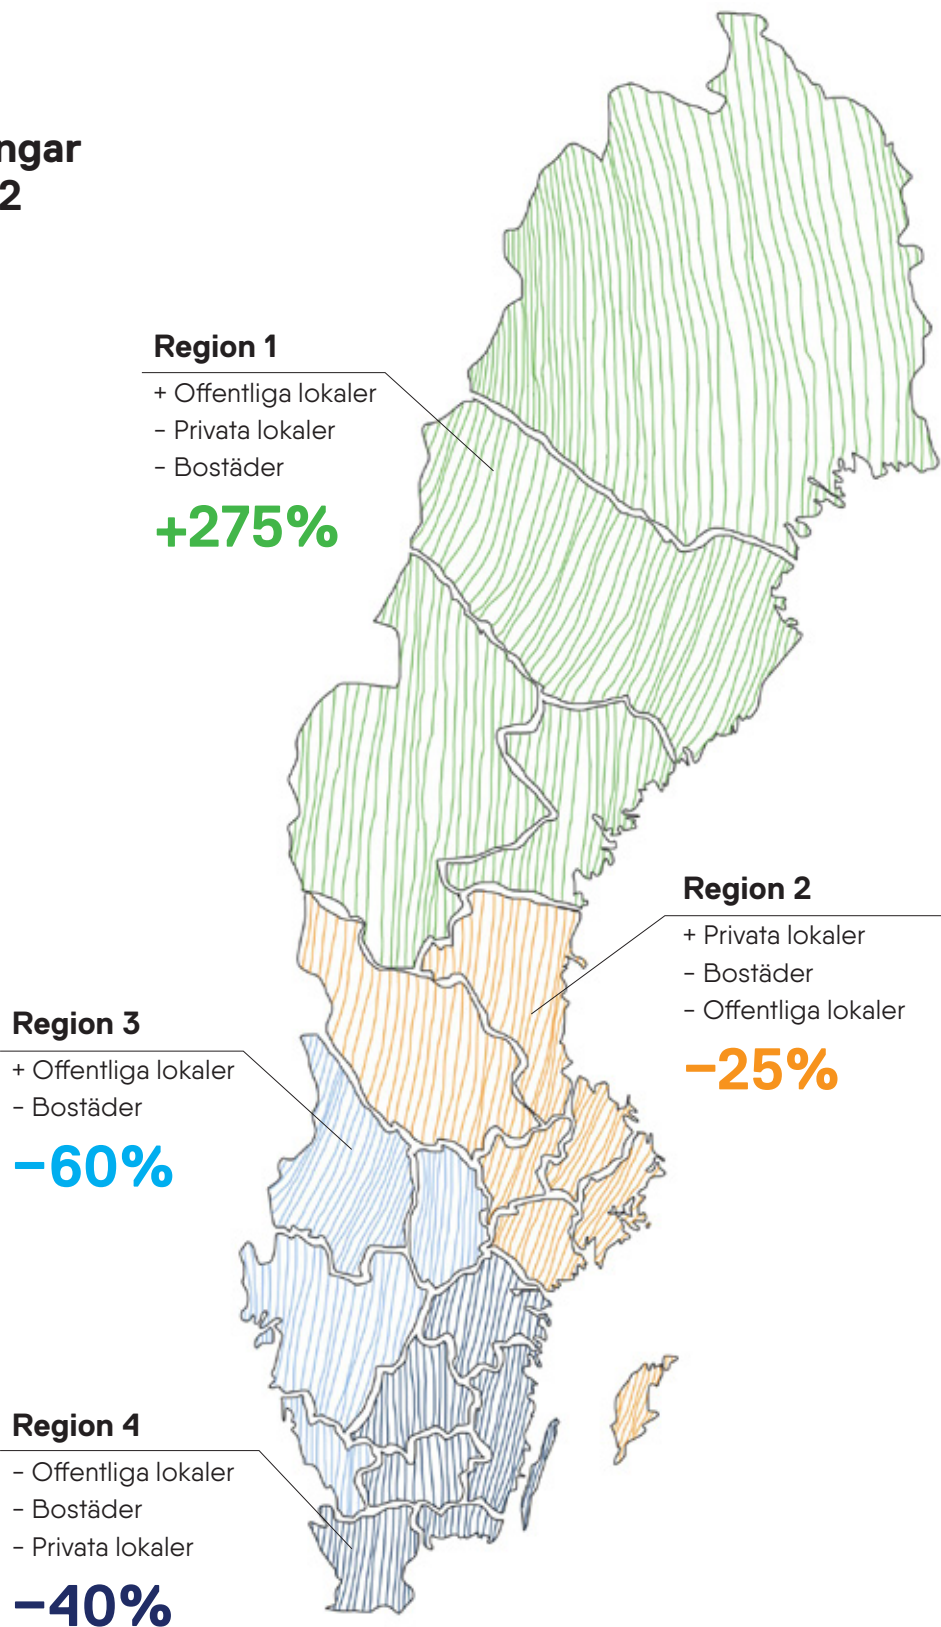 ngar
2
Region 1
+ Offentliga lokaler
- Privata lokaler
- Bostäder
+275%
Region 2
+ Privata lokaler
- Bostäder
- Offentliga lokaler
−25%
Region 3
+ Offentliga lokaler
- Bostäder
−60%
Region 4
- Offentliga lokaler
- Bostäder
- Privata lokaler
−40%